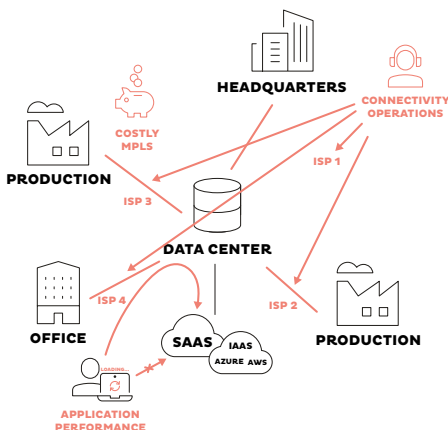 HEADQUARTERS
CONNECTIVITY
OPERATIONS
COSTLY
MPLS
ISP 1
PRODUCTION
ISP 3
DATA CENTER
ISP 4
ISP 2
OFFICE
SAAS
IAAS
AZURE AWS
PRODUCTION
LOADING...
APPLICATION
PERFORMANCE